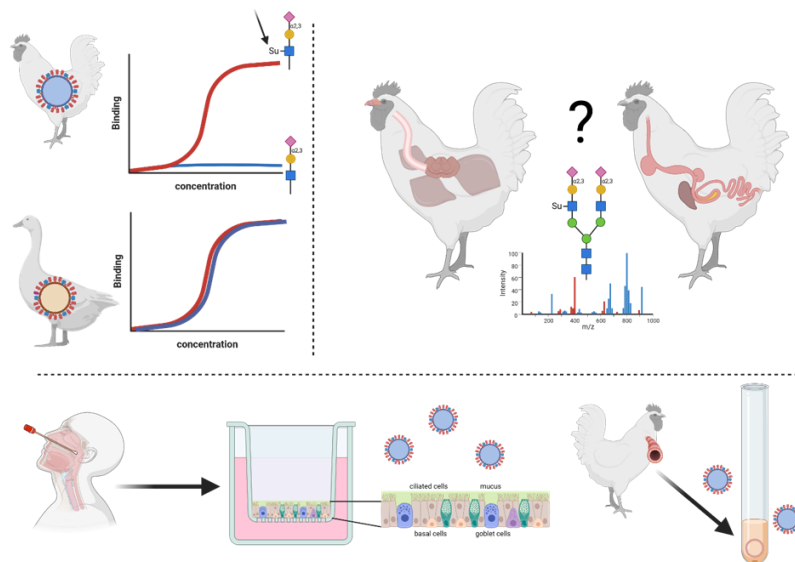 α2,3
Su
Binding
concentration
α2,3
Binding
concentration
?
α2,3
α2,3
Su
Intensity
100
80
60
40
20
0
200
400
600
800
1000
m/z
ciliated cells
mucus
basal cells
goblet cells